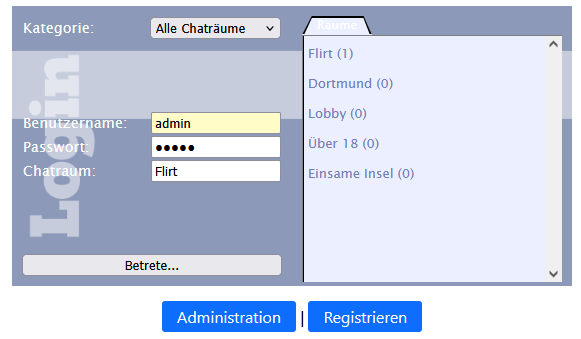 Kategorie:
Alle Chaträume
Login
Benutzername:
admin
Passwort:
●●●●●
Chatraum:
Flirt
Betrete...
Räume
Flirt (1)
Dortmund (0)
Lobby (0)
Über 18 (0)
Einsame Insel (0)
Administration | Registrieren